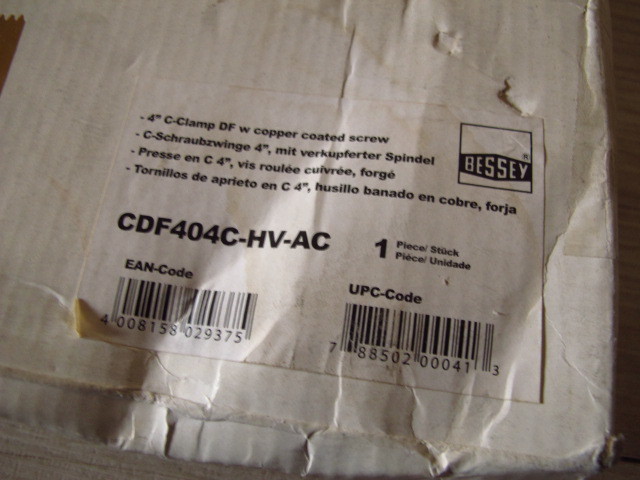 - 4" C-Clamp DF w copper coated screw
- C-Schraubzwinge 4", mit verkupferter Spindel
- Presse en C 4", vis roulée cuivrée, forgé
- Tornillos de aprieto en C 4", husillo banado en cobre, forja
BESSEY
®
CDF404C-HV-AC
1 Piece/ Stück
Pièce/ Unidade
EAN-Code
4 008158 029375
UPC-Code
7 88502 00041 3